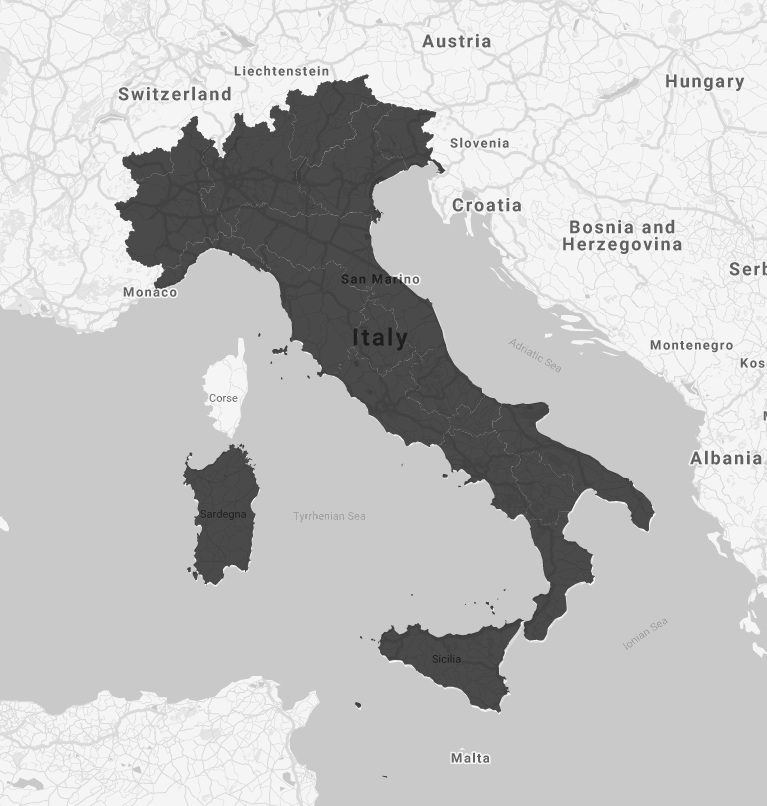 Austria
Liechtenstein
Hungary
Switzerland
Slovenia
Croatia
Bosnia and
Herzegovina
Serb
San Marino
Monaco
Italy
Adriatic Sea
Montenegro
Kos
Corse
Albania
Sardegna
Tyrrhenian Sea
Ionian Sea
Sicilia
Malta